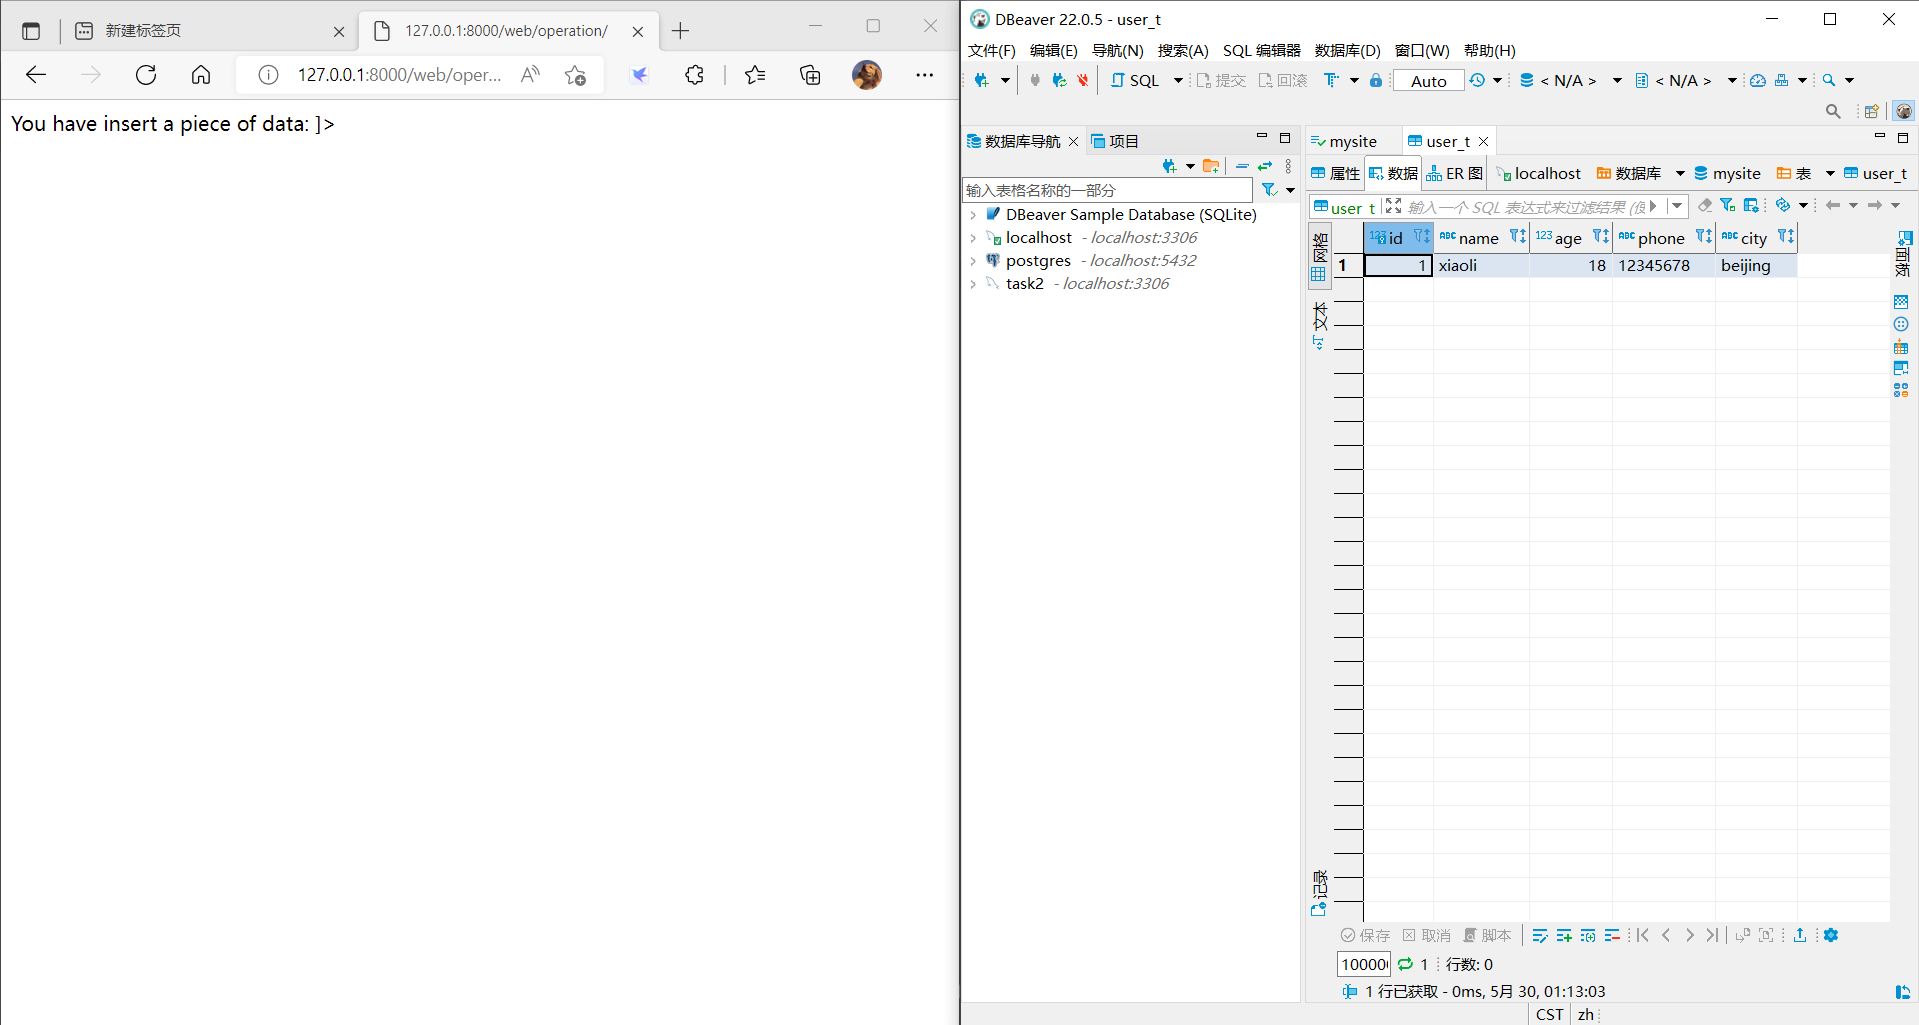 新建标签页
127.0.0.1:8000/web/operation/
127.0.0.1:8000/web/oper...
You have insert a piece of data: ]>
DBeaver 22.0.5 - user_t
文件(F) 编辑(E) 导航(N) 搜索(A) SQL 编辑器 数据库(D) 窗口(W) 帮助(H)
SQL 提交 回滚 Auto < N/A > < N/A >
数据库导航 项目
输入表格名称的一部分
DBeaver Sample Database (SQLite)
localhost - localhost:3306
postgres - localhost:5432
task2 - localhost:3306
mysite user_t
属性 数据 ER 图 localhost 数据库 mysite 表 user_t
user_t 输入一个 SQL 表达式来过滤结果
网格
文本
记录
面板
123 id ABC name 123 age ABC phone ABC city
1 1 xiaoli 18 12345678 beijing
保存 取消 脚本
10000 1 行数: 0
1 行已获取 - 0ms, 5月 30, 01:13:03
CST zh